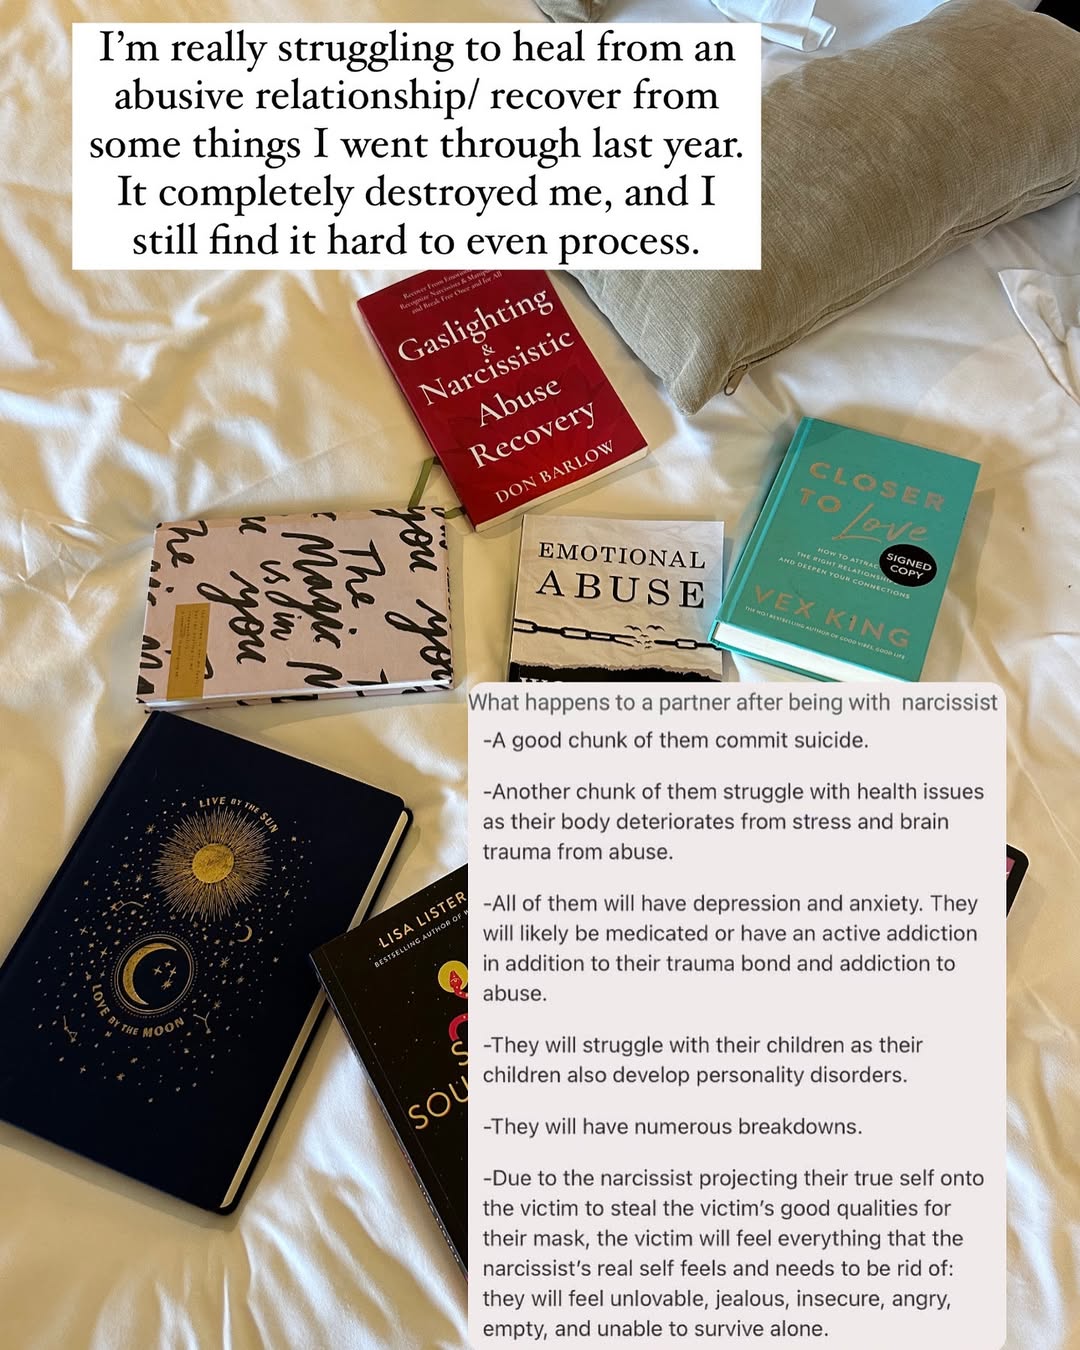 I'm really struggling to heal from an
abusive relationship/ recover from
some things I went through last year.
It completely destroyed me, and I
still find it hard to even process.
Recover From Emotional
Recognize Narcissists &
and Break Free Once and for All
Gaslighting
&
Narcissistic
Abuse
Recovery
DON BARLOW
CLOSER
TO Love
HOW TO ATTRAC
THE RIGHT RELATIONSH
AND DEEPEN YOUR CONNECTIONS
SIGNED
COPY
VEX KING
THE NO1 BESTSELLING AUTHOR OF GOOD VIBES, GOOD LIFE
EMOTIONAL
ABUSE
you
The
Magic
is in
you
The
you
LIVE BY THE SUN
LOVE BY THE MOON
LISA LISTER
BESTSELLING AUTHOR OF
SOU
What happens to a partner after being with narcissist
-A good chunk of them commit suicide.
-Another chunk of them struggle with health issues
as their body deteriorates from stress and brain
trauma from abuse.
-All of them will have depression and anxiety. They
will likely be medicated or have an active addiction
in addition to their trauma bond and addiction to
abuse.
-They will struggle with their children as their
children also develop personality disorders.
-They will have numerous breakdowns.
-Due to the narcissist projecting their true self onto
the victim to steal the victim's good qualities for
their mask, the victim will feel everything that the
narcissist's real self feels and needs to be rid of:
they will feel unlovable, jealous, insecure, angry,
empty, and unable to survive alone.